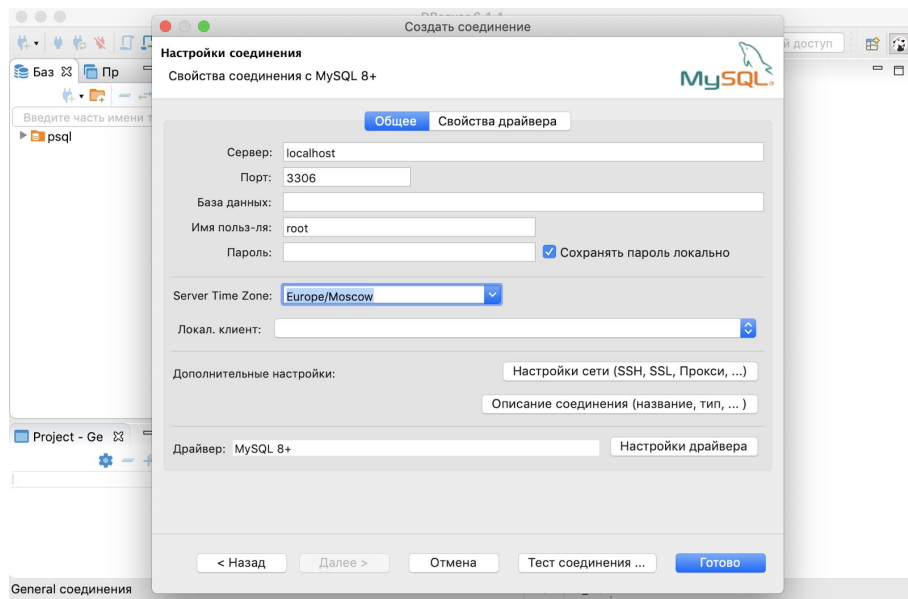 Создать соединение
й доступ
Настройки соединения
Свойства соединения с MySQL 8+
MySQL
Баз
Пр
Введите часть имени т
psql
Общее
Свойства драйвера
Сервер: localhost
Порт: 3306
База данных:
Имя польз-ля: root
Пароль:
Сохранять пароль локально
Server Time Zone: Europe/Moscow
Локал. клиент:
Дополнительные настройки:
Настройки сети (SSH, SSL, Прокси, ...)
Описание соединения (название, тип, ... )
Project - Ge
Драйвер: MySQL 8+
Настройки драйвера
< Назад
Далее >
Отмена
Тест соединения ...
Готово
General соединения